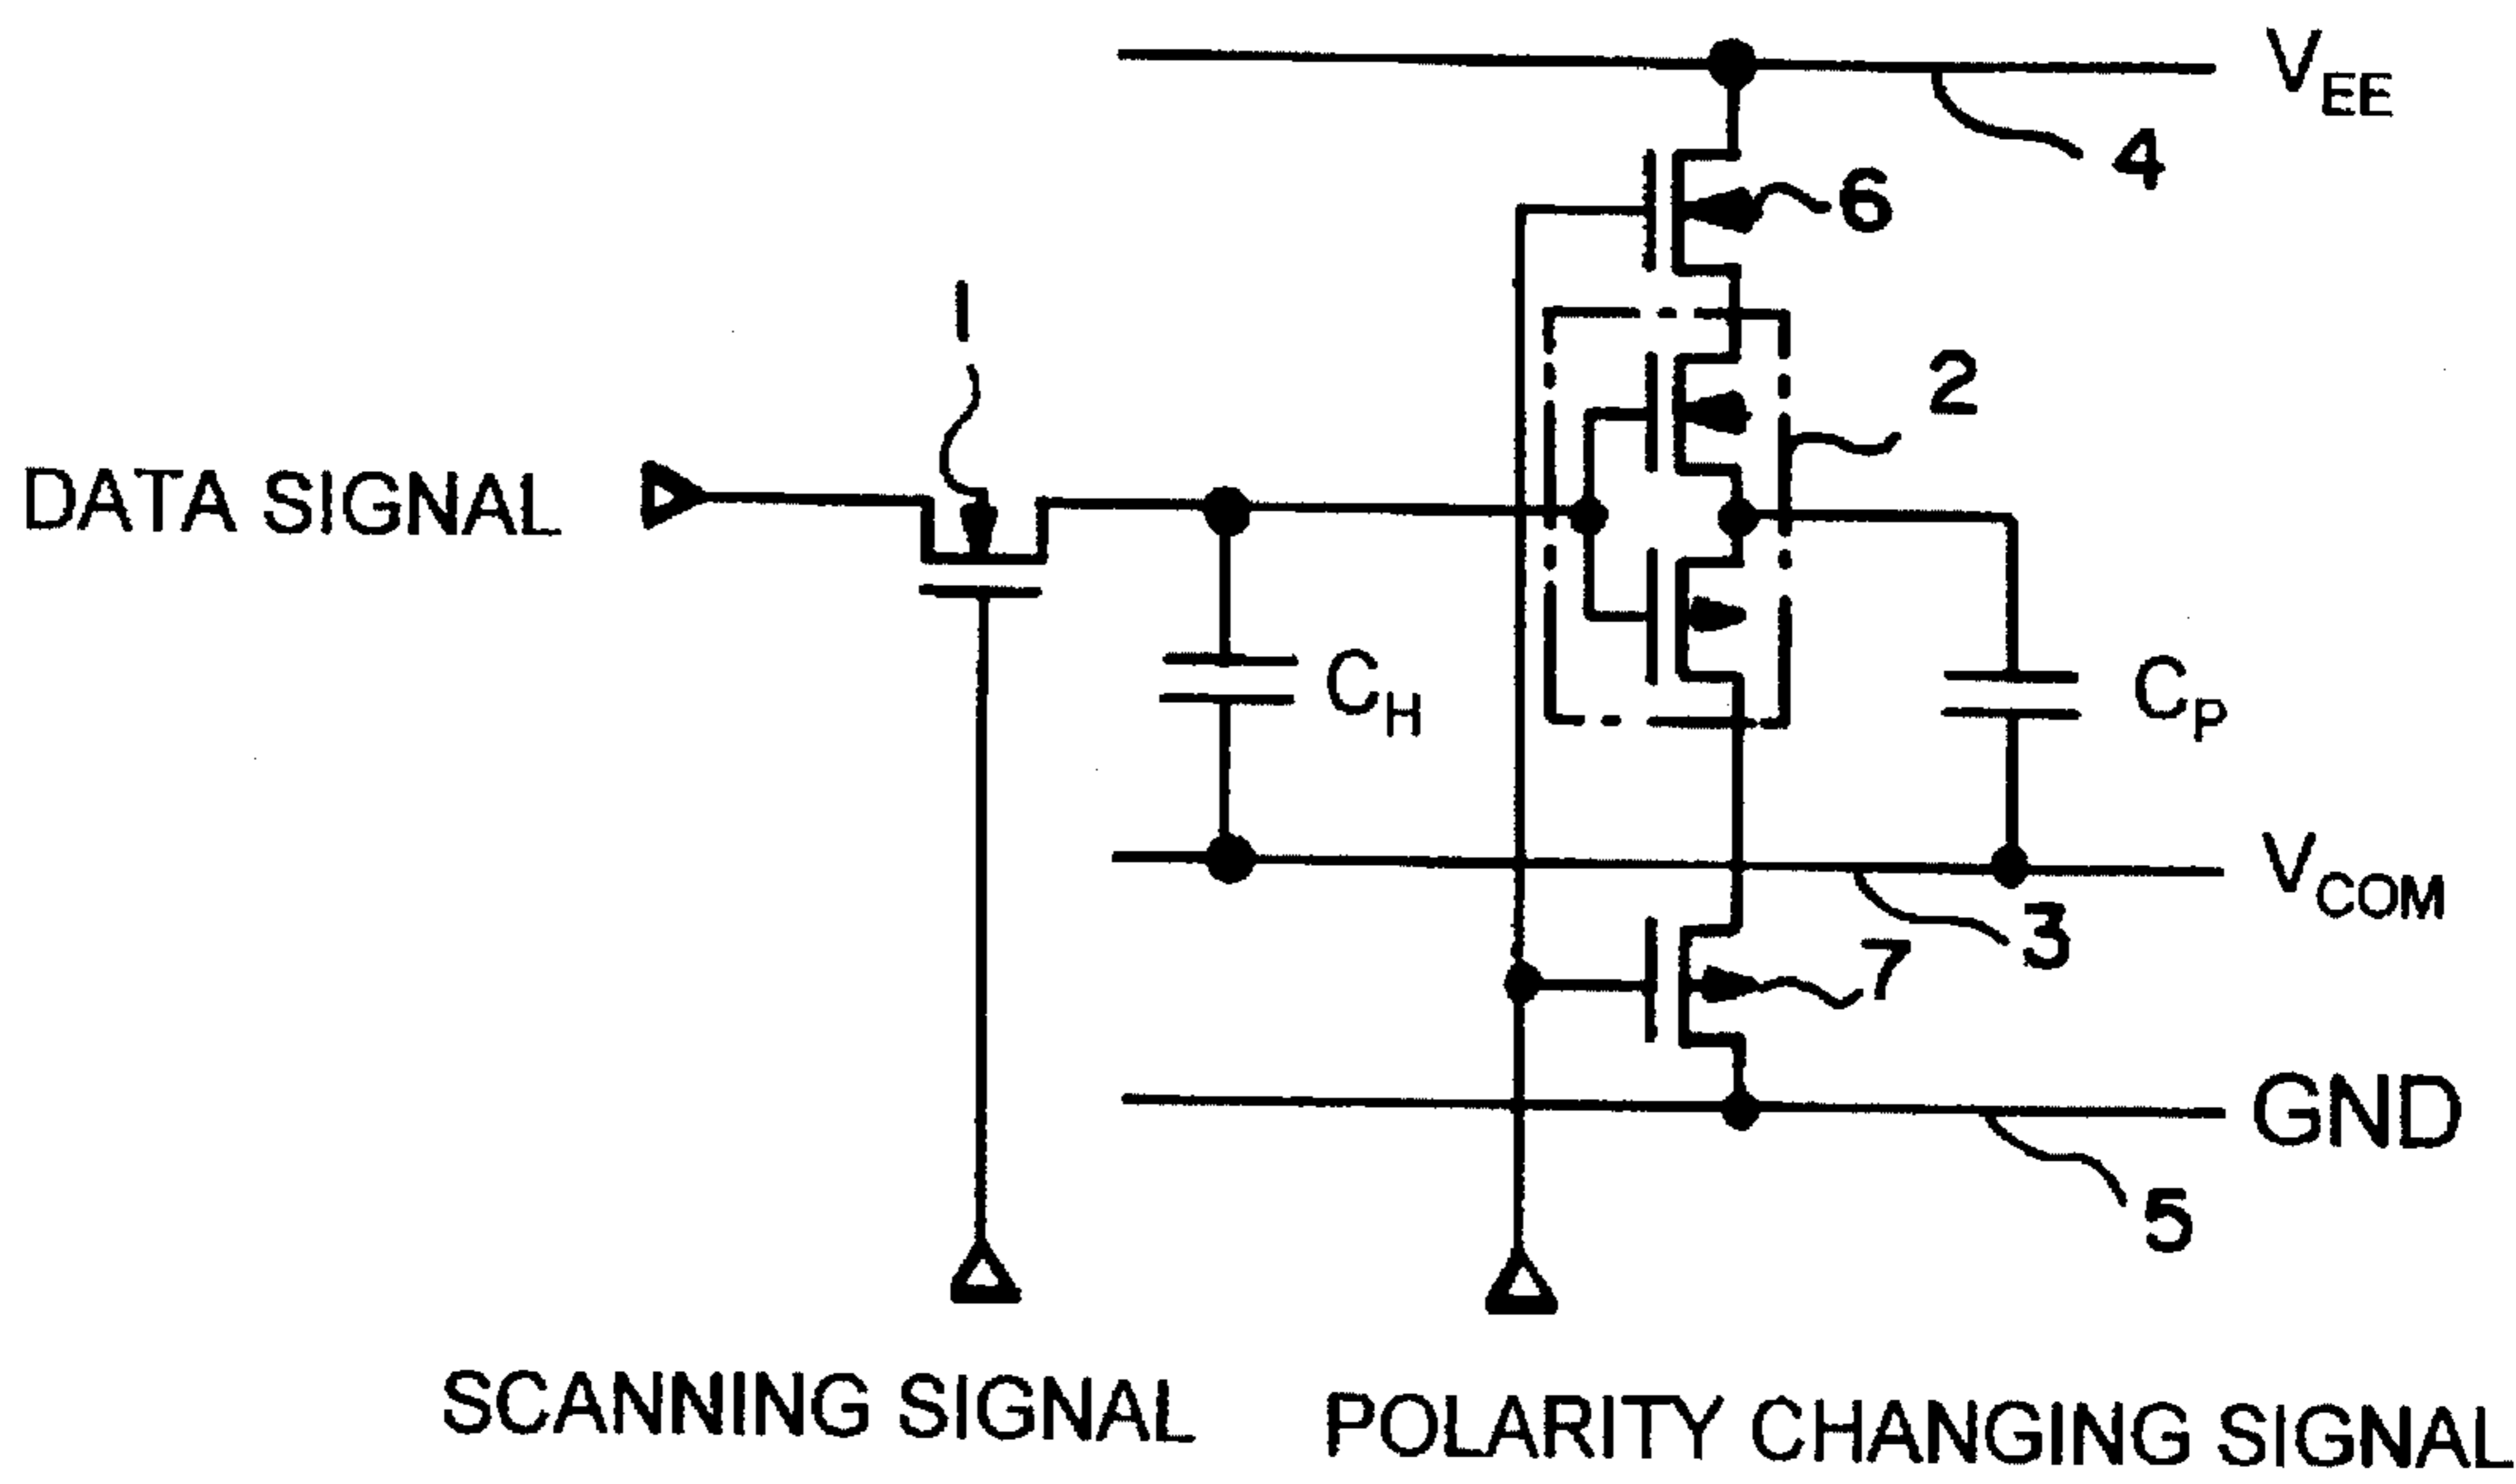 V_EE
4
6
1
2
DATA SIGNAL
C_H
C_P
V_COM
3
7
GND
5
SCANNING SIGNAL
POLARITY CHANGING SIGNAL